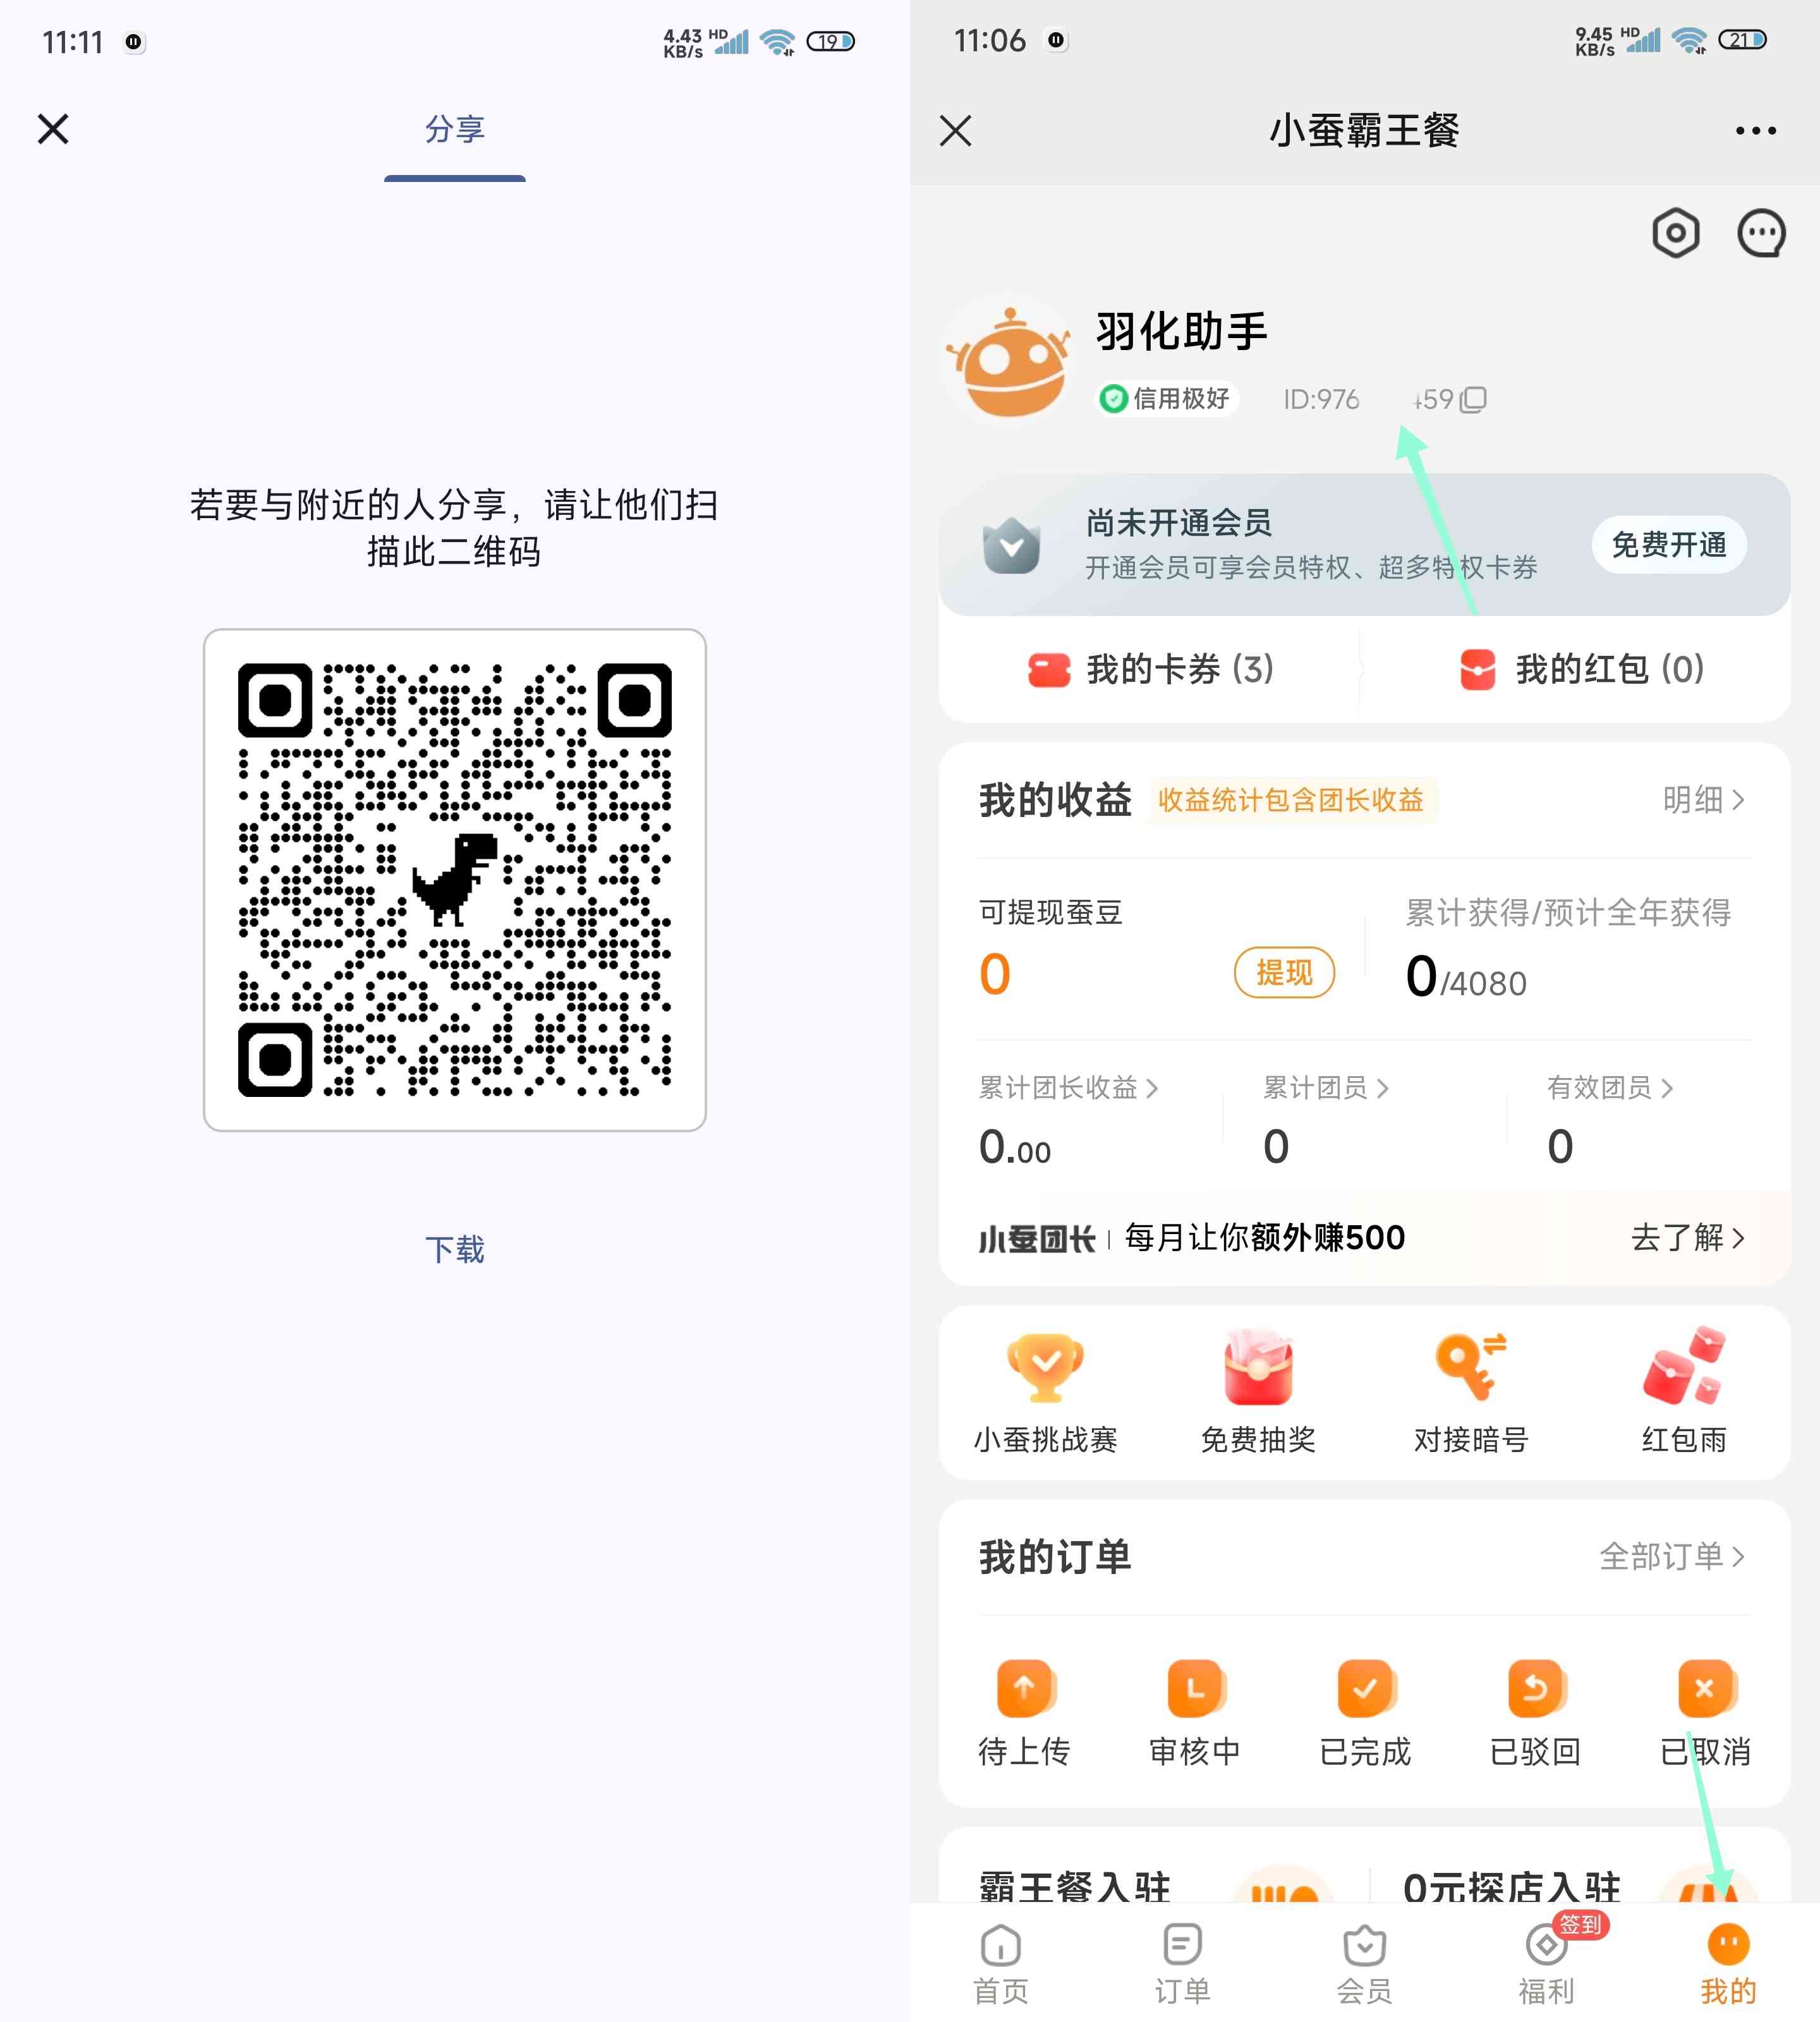 11:11
4.43 KB/s
HD
19
分享
若要与附近的人分享，请让他们扫
描此二维码
下载
11:06
9.45 KB/s
HD
21
小蚕霸王餐
羽化助手
信用极好
ID:976
459
尚未开通会员
开通会员可享会员特权、超多特权卡券
免费开通
我的卡券 (3)
我的红包 (0)
我的收益
收益统计包含团长收益
明细
可提现蚕豆
累计获得/预计全年获得
0
提现
0/4080
累计团长收益
累计团员
有效团员
0.00
0
0
小蚕团长
每月让你额外赚500
去了解
小蚕挑战赛
免费抽奖
对接暗号
红包雨
我的订单
全部订单
待上传
审核中
已完成
已驳回
已取消
霸王餐入驻
0元探店入驻
签到
首页
订单
会员
福利
我的